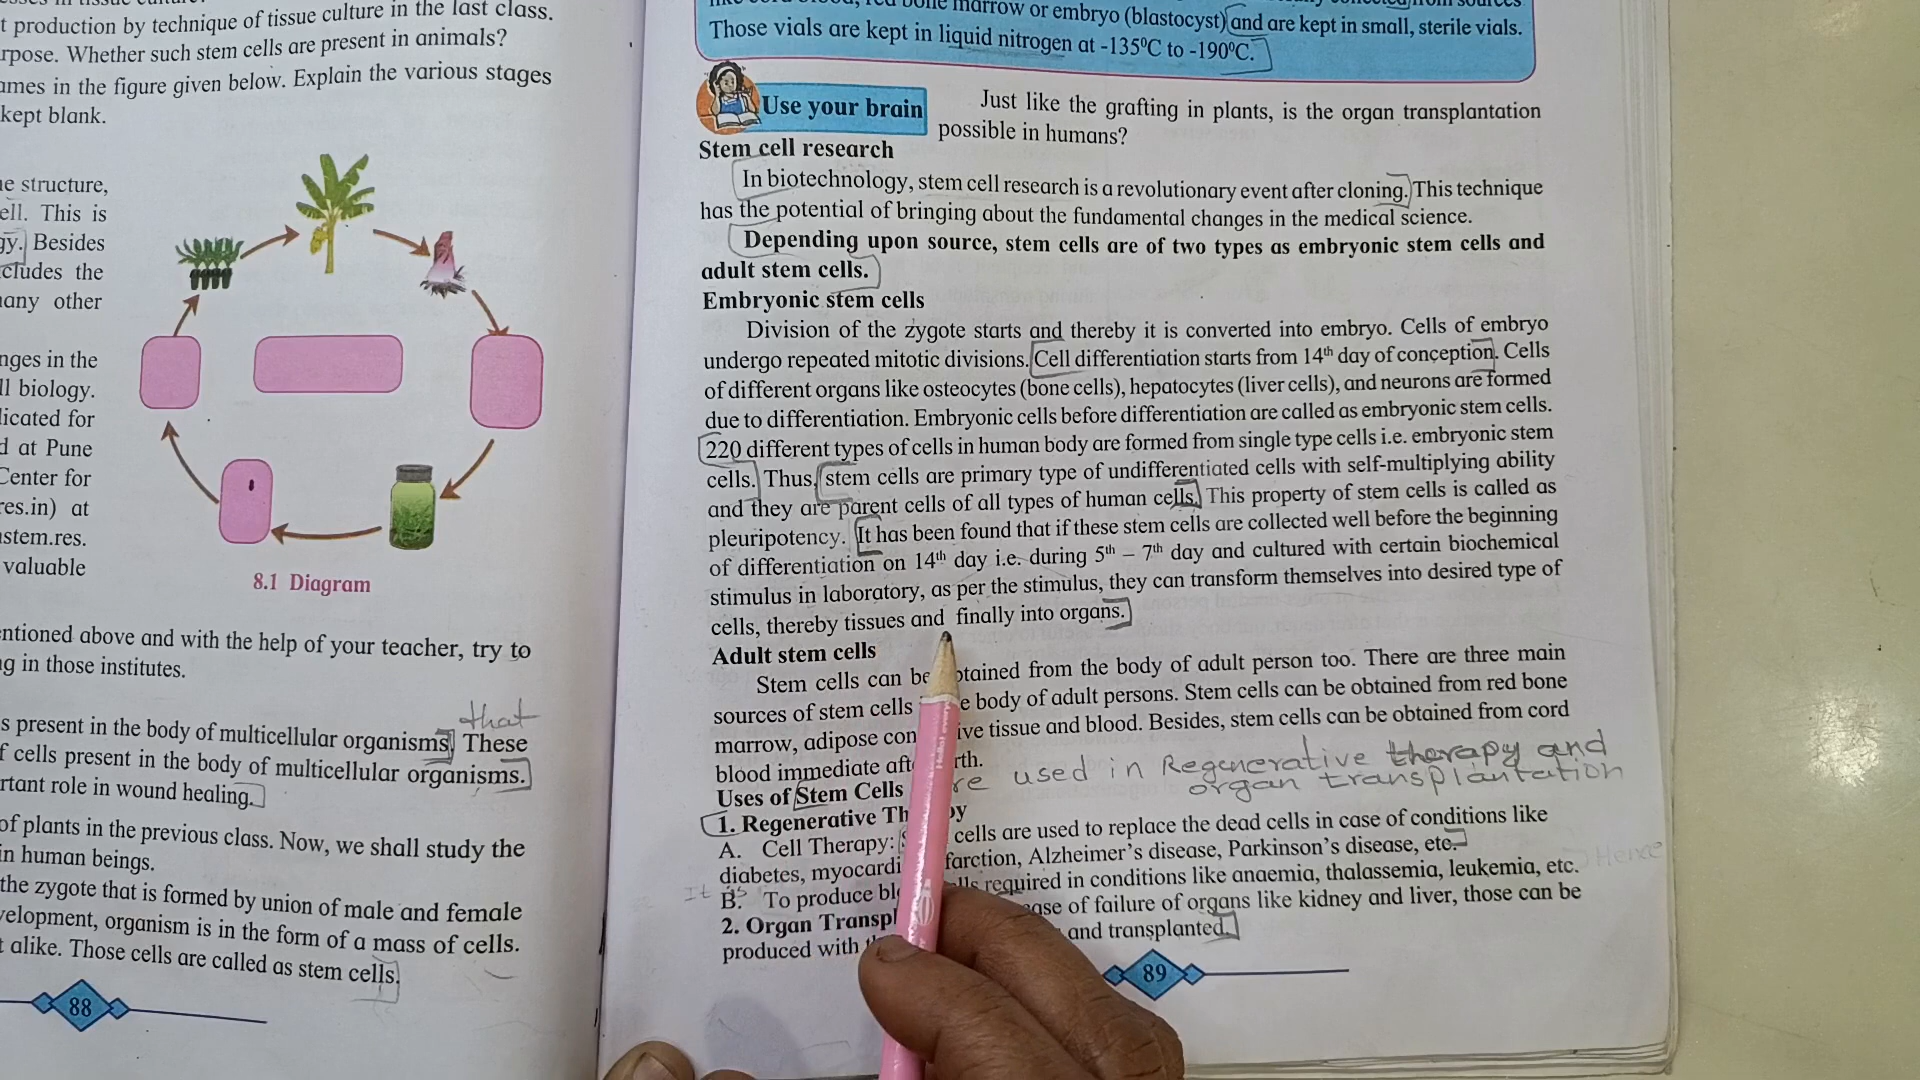 t production by technique of tissue culture in the last class.
rpose. Whether such stem cells are present in animals?
ames in the figure given below. Explain the various stages
kept blank.
e structure,
ell. This is
gy. Besides
cludes the
any other
nges in the
ll biology.
licated for
d at Pune
Center for
res.in) at
stem.res.
valuable
8.1 Diagram
ntioned above and with the help of your teacher, try to
g in those institutes.
that
s present in the body of multicellular organisms. These
f cells present in the body of multicellular organisms.
rtant role in wound healing.
of plants in the previous class. Now, we shall study the
in human beings.
the zygote that is formed by union of male and female
velopment, organism is in the form of a mass of cells.
t alike. Those cells are called as stem cells.
88
marrow or embryo (blastocyst) and are kept in small, sterile vials.
Those vials are kept in liquid nitrogen at -135⁰C to -190⁰C.
Use your brain
Just like the grafting in plants, is the organ transplantation
possible in humans?
Stem cell research
In biotechnology, stem cell research is a revolutionary event after cloning. This technique
has the potential of bringing about the fundamental changes in the medical science.
Depending upon source, stem cells are of two types as embryonic stem cells and
adult stem cells.
Embryonic stem cells
Division of the zygote starts and thereby it is converted into embryo. Cells of embryo
undergo repeated mitotic divisions. Cell differentiation starts from 14th day of conception. Cells
of different organs like osteocytes (bone cells), hepatocytes (liver cells), and neurons are formed
due to differentiation. Embryonic cells before differentiation are called as embryonic stem cells.
220 different types of cells in human body are formed from single type cells i.e. embryonic stem
cells. Thus, stem cells are primary type of undifferentiated cells with self-multiplying ability
and they are parent cells of all types of human cells. This property of stem cells is called as
pleuripotency. It has been found that if these stem cells are collected well before the beginning
of differentiation on 14th day i.e. during 5th – 7th day and cultured with certain biochemical
stimulus in laboratory, as per the stimulus, they can transform themselves into desired type of
cells, thereby tissues and finally into organs.
Adult stem cells
Stem cells can be obtained from the body of adult person too. There are three main
sources of stem cells body of adult persons. Stem cells can be obtained from red bone
marrow, adipose con ive tissue and blood. Besides, stem cells can be obtained from cord
blood immediate aft rth.
Uses of Stem Cells re used in Regenerative therapy and
organ transplantation
1. Regenerative Th y
A. Cell Therapy: cells are used to replace the dead cells in case of conditions like
diabetes, myocardi farction, Alzheimer's disease, Parkinson's disease, etc. Hence
It is B. To produce bl lls required in conditions like anaemia, thalassemia, leukemia, etc.
2. Organ Transpl ase of failure of organs like kidney and liver, those can be
produced with and transplanted.
89